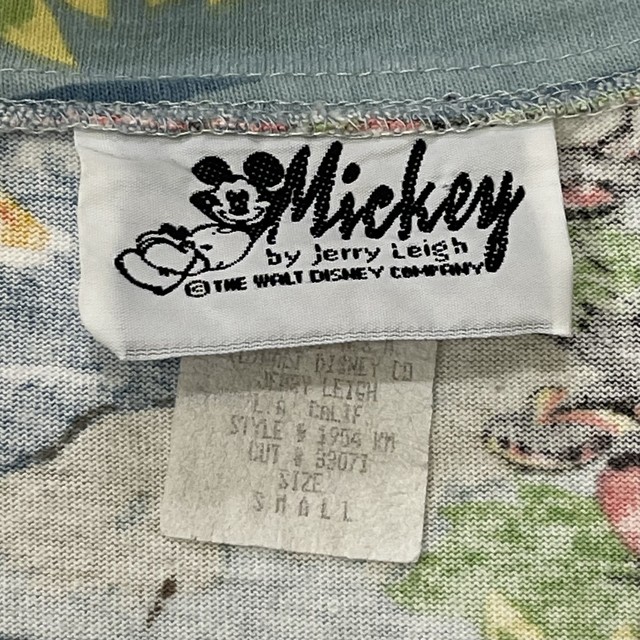 Mickey
by Jerry Leigh
© THE WALT DISNEY COMPANY
DISNEY CO
JERRY LEIGH
L.A. CALIF.
STYLE # 1954 KM
CUT # 33071
SIZE
SMALL